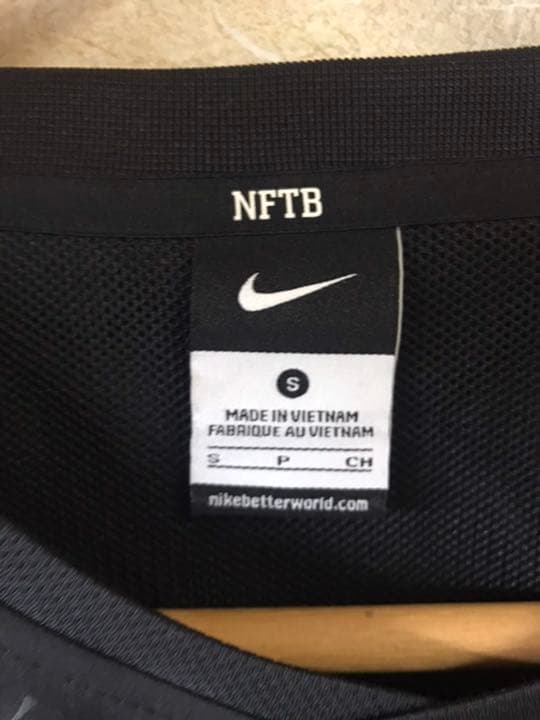 NFTB
S
MADE IN VIETNAM
FABRIQUE AU VIETNAM
S P CH
nikebetterworld.com